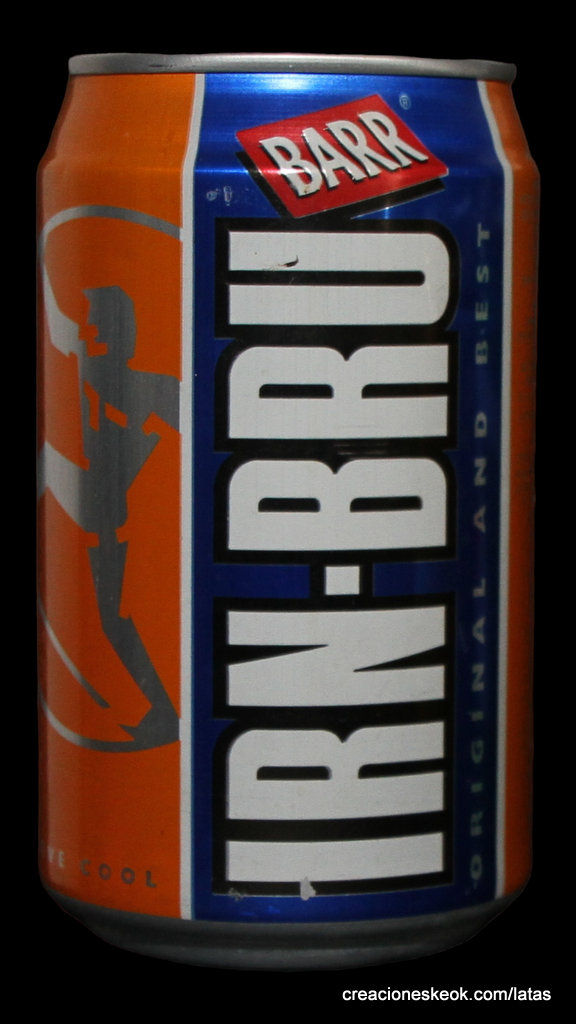 BARR
®
IRN-BRU
ORIGINAL AND BEST
COOL
creacioneskeok.com/latas